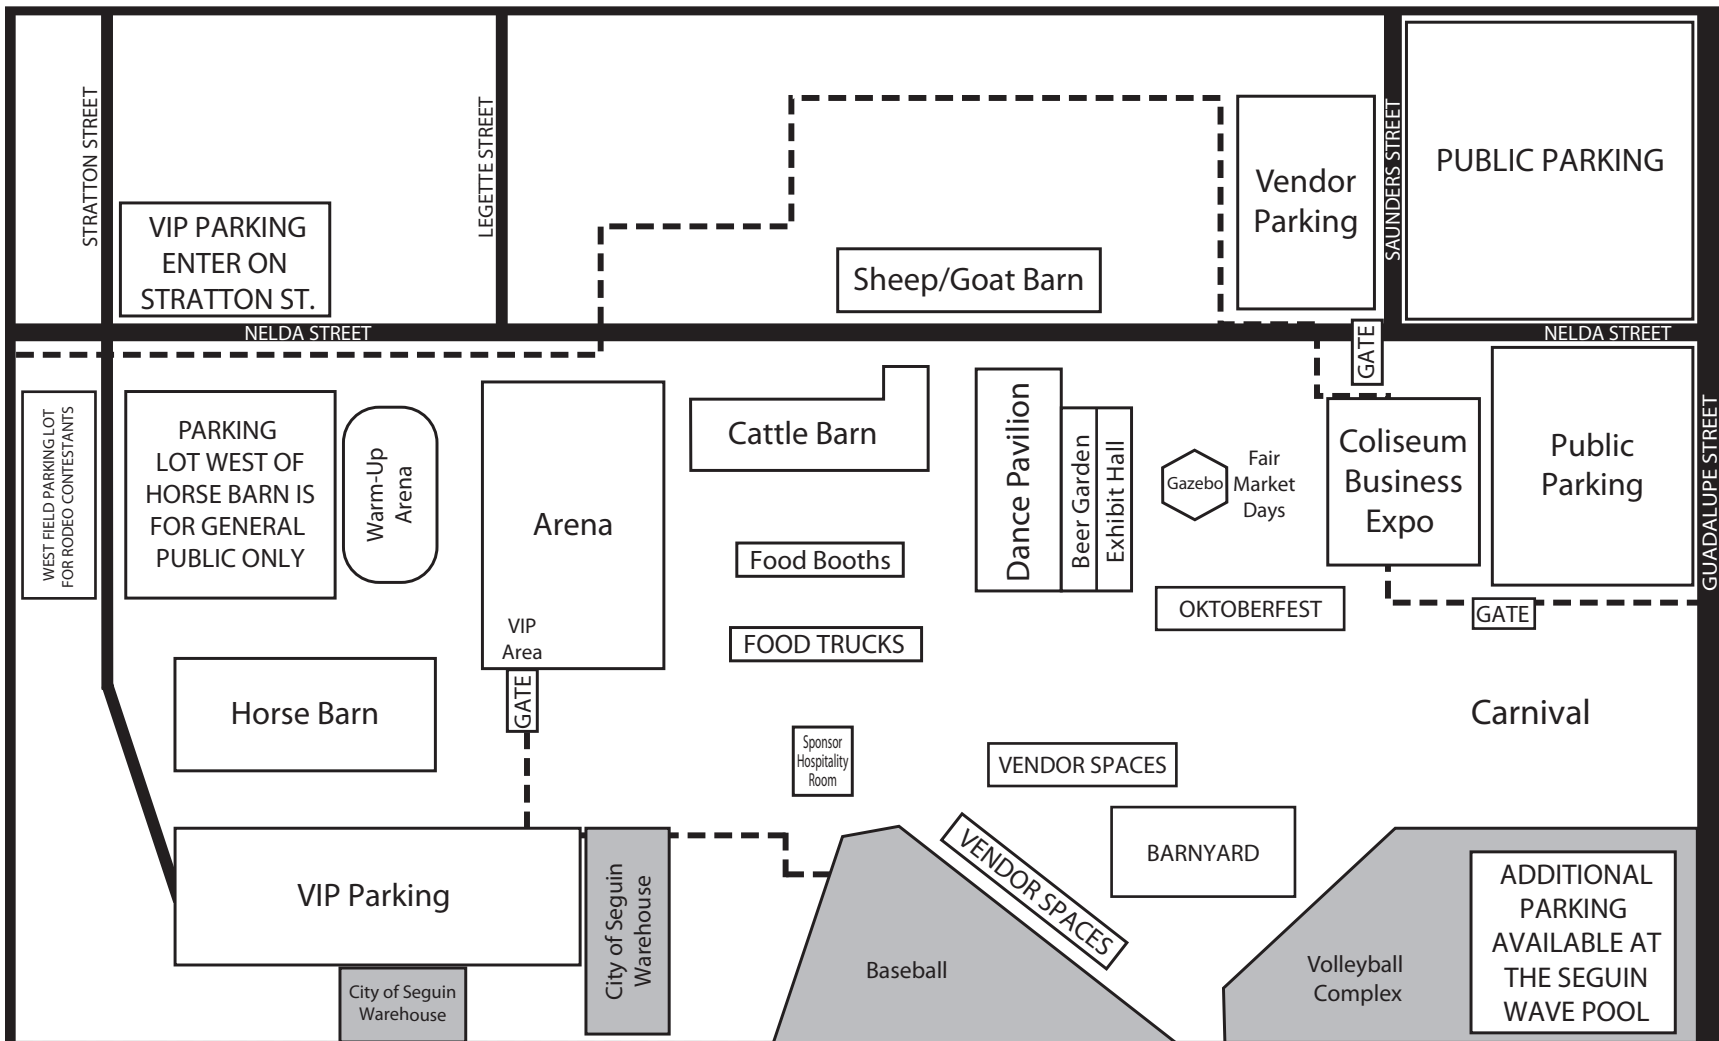 STRATTON STREET
LEGETTE STREET
SAUNDERS STREET
PUBLIC PARKING
Vendor
Parking
VIP PARKING
ENTER ON
STRATTON ST.
Sheep/Goat Barn
NELDA STREET
NELDA STREET
GATE
GUADALUPE STREET
WEST FIELD PARKING LOT
FOR RODEO CONTESTANTS
PARKING
LOT WEST OF
HORSE BARN IS
FOR GENERAL
PUBLIC ONLY
Warm-Up
Arena
Arena
VIP
Area
GATE
Cattle Barn
Food Booths
FOOD TRUCKS
Dance Pavilion
Beer Garden
Exhibit Hall
Gazebo
Fair
Market
Days
Coliseum
Business
Expo
Public
Parking
OKTOBERFEST
GATE
Horse Barn
Carnival
Sponsor
Hospitality
Room
VENDOR SPACES
VENDOR SPACES
BARNYARD
VIP Parking
City of Seguin
Warehouse
City of Seguin
Warehouse
Baseball
Volleyball
Complex
ADDITIONAL
PARKING
AVAILABLE AT
THE SEGUIN
WAVE POOL